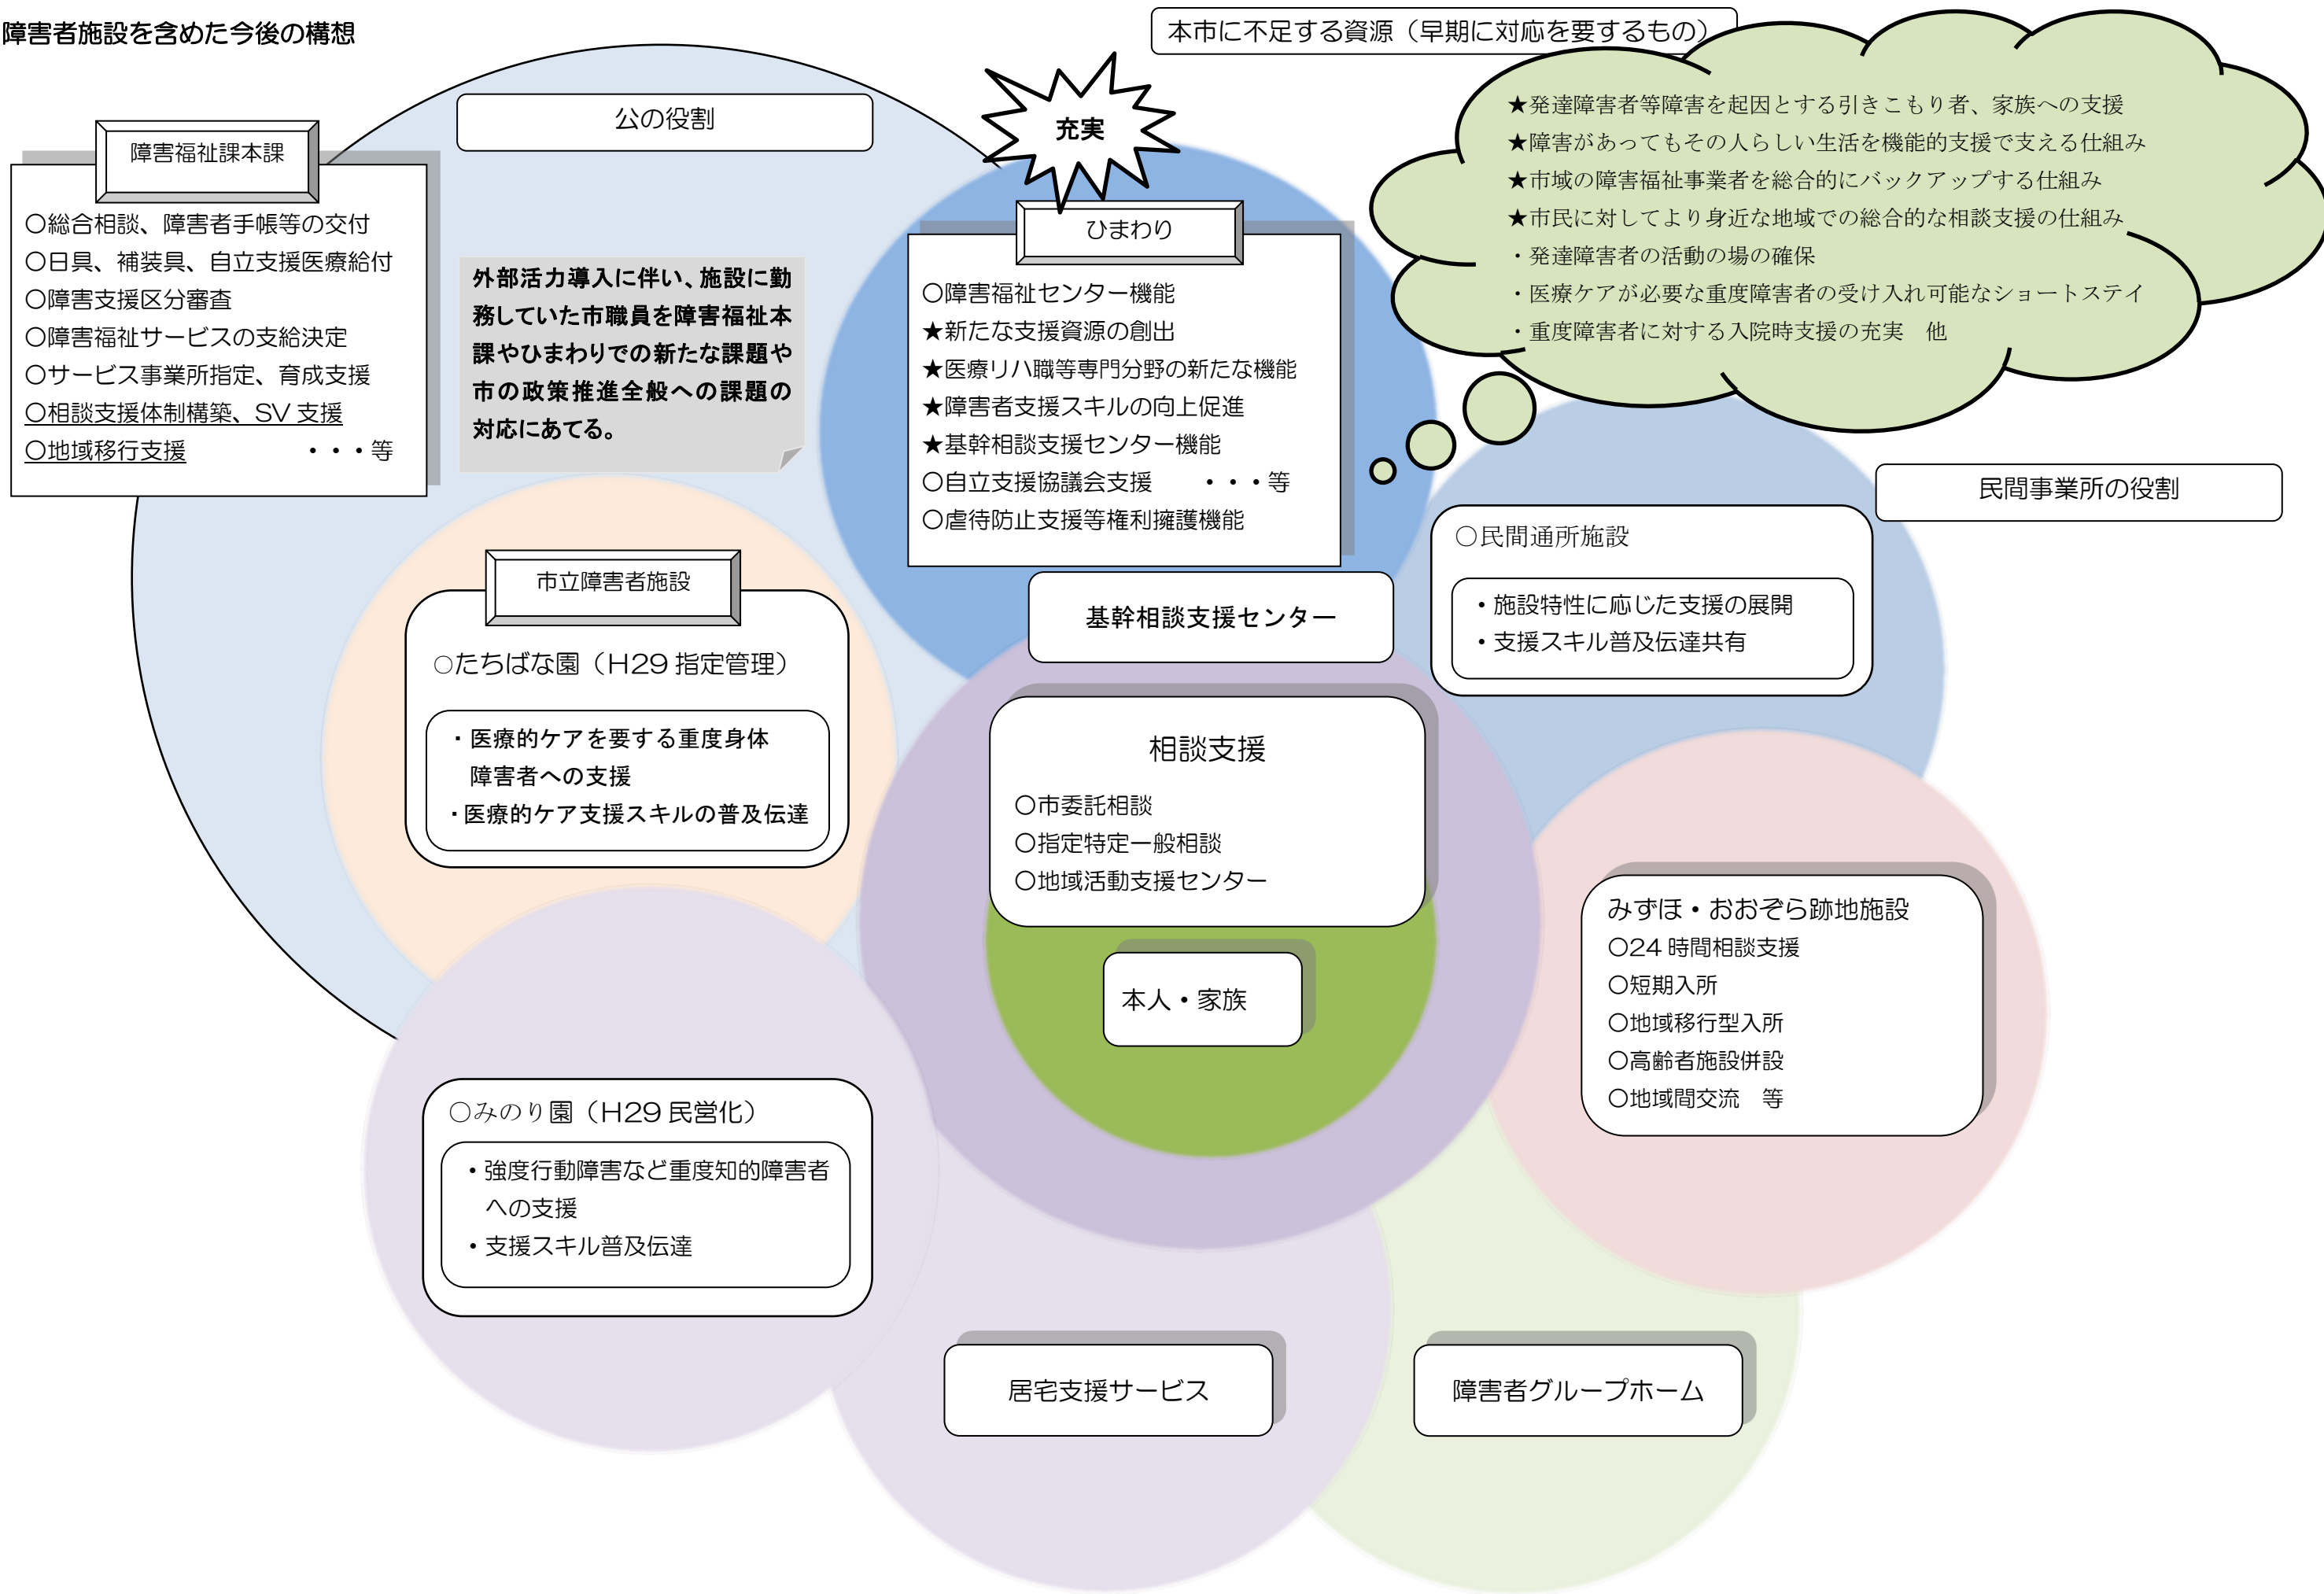 障害者施設を含めた今後の構想
本市に不足する資源（早期に対応を要するもの）
★発達障害者等障害を起因とする引きこもり者、家族への支援
★障害があってもその人らしい生活を機能的支援で支える仕組み
★市域の障害福祉事業者を総合的にバックアップする仕組み
★市民に対してより身近な地域での総合的な相談支援の仕組み
・発達障害者の活動の場の確保
・医療ケアが必要な重度障害者の受け入れ可能なショートステイ
・重度障害者に対する入院時支援の充実　他
公の役割
障害福祉課本課
〇総合相談、障害者手帳等の交付
〇日具、補装具、自立支援医療給付
〇障害支援区分審査
〇障害福祉サービスの支給決定
〇サービス事業所指定、育成支援
〇相談支援体制構築、SV 支援
〇地域移行支援　　　　　・・・等
外部活力導入に伴い、施設に勤
務していた市職員を障害福祉本
課やひまわりでの新たな課題や
市の政策推進全般への課題の
対応にあてる。
充実
ひまわり
〇障害福祉センター機能
★新たな支援資源の創出
★医療リハ職等専門分野の新たな機能
★障害者支援スキルの向上促進
★基幹相談支援センター機能
〇自立支援協議会支援　　・・・等
〇虐待防止支援等権利擁護機能
民間事業所の役割
〇民間通所施設
・施設特性に応じた支援の展開
・支援スキル普及伝達共有
市立障害者施設
○たちばな園（H29 指定管理）
・医療的ケアを要する重度身体
障害者への支援
・医療的ケア支援スキルの普及伝達
基幹相談支援センター
相談支援
〇市委託相談
〇指定特定一般相談
〇地域活動支援センター
本人・家族
みずほ・おおぞら跡地施設
〇24 時間相談支援
〇短期入所
〇地域移行型入所
〇高齢者施設併設
〇地域間交流　等
〇みのり園（H29 民営化）
・強度行動障害など重度知的障害者
への支援
・支援スキル普及伝達
居宅支援サービス
障害者グループホーム